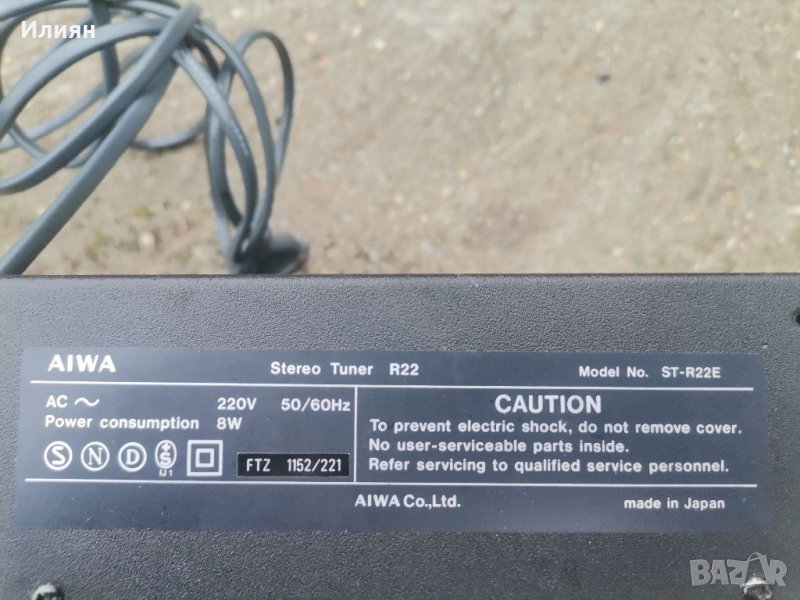 Илиян
AIWA Stereo Tuner R22 Model No. ST-R22E
AC ~ 220V 50/60Hz
Power consumption 8W
S N D S
IJ1
FTZ 1152/221
CAUTION
To prevent electric shock, do not remove cover.
No user-serviceable parts inside.
Refer servicing to qualified service personnel.
AIWA Co.,Ltd. made in Japan
BAZAR